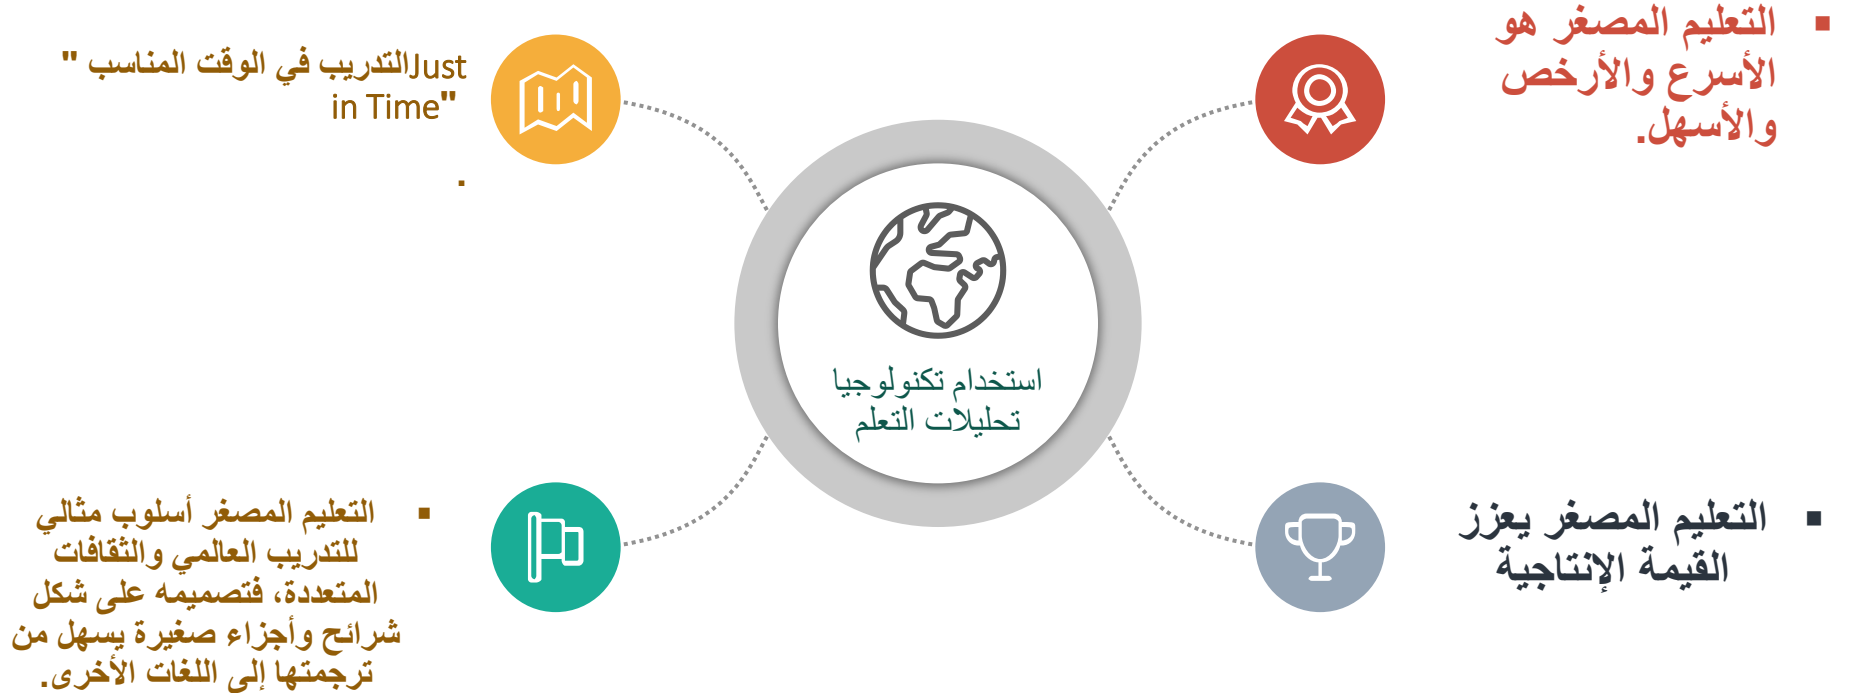 ▪ التعليم المصغر هو
الأسرع والأرخص
والأسهل.
Justالتدريب في الوقت المناسب "
in Time"
.
استخدام تكنولوجيا
تحليلات التعلم
▪ التعليم المصغر يعزز
القيمة الإنتاجية
▪ التعليم المصغر أسلوب مثالي
للتدريب العالمي والثقافات
المتعددة، فتصميمه على شكل
شرائح وأجزاء صغيرة يسهل من
ترجمتها إلى اللغات الأخرى.